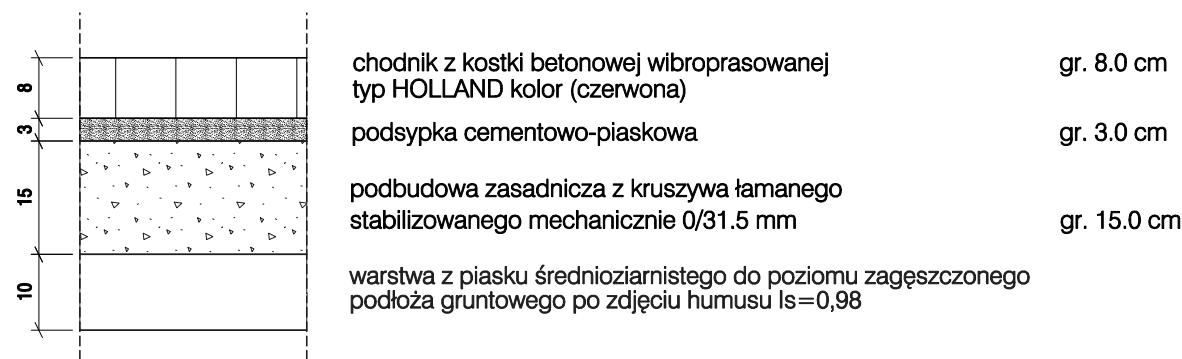 8
chodnik z kostki betonowej wibroprasowanej gr. 8.0 cm
typ HOLLAND kolor (czerwona)
3
podsypka cementowo-piaskowa gr. 3.0 cm
15
podbudowa zasadnicza z kruszywa łamanego
stabilizowanego mechanicznie 0/31.5 mm gr. 15.0 cm
10
warstwa z piasku średnioziarnistego do poziomu zagęszczonego
podłoża gruntowego po zdjęciu humusu Is=0,98